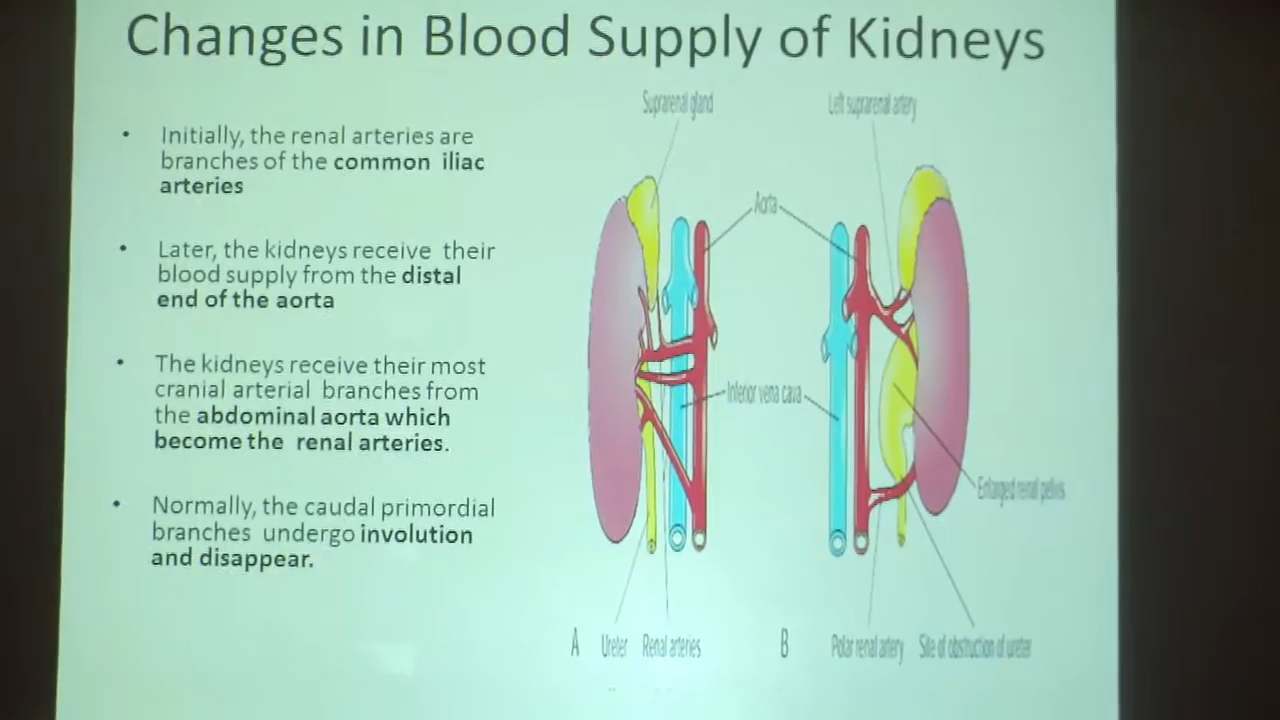 Changes in Blood Supply of Kidneys
• Initially, the renal arteries are
branches of the common iliac
arteries
• Later, the kidneys receive their
blood supply from the distal
end of the aorta
• The kidneys receive their most
cranial arterial branches from
the abdominal aorta which
become the renal arteries.
• Normally, the caudal primordial
branches undergo involution
and disappear.
Suprarenal gland
Left suprarenal artery
Aorta
Inferior vena cava
Enlarged renal pelvis
A Ureter Renal arteries
B Polar renal artery Site of obstruction of ureter